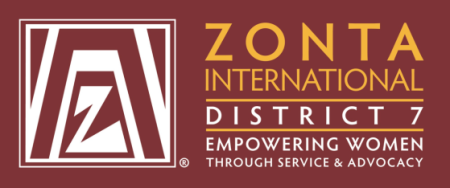 ZONTA
INTERNATIONAL
DISTRICT 7
EMPOWERING WOMEN
THROUGH SERVICE & ADVOCACY
®